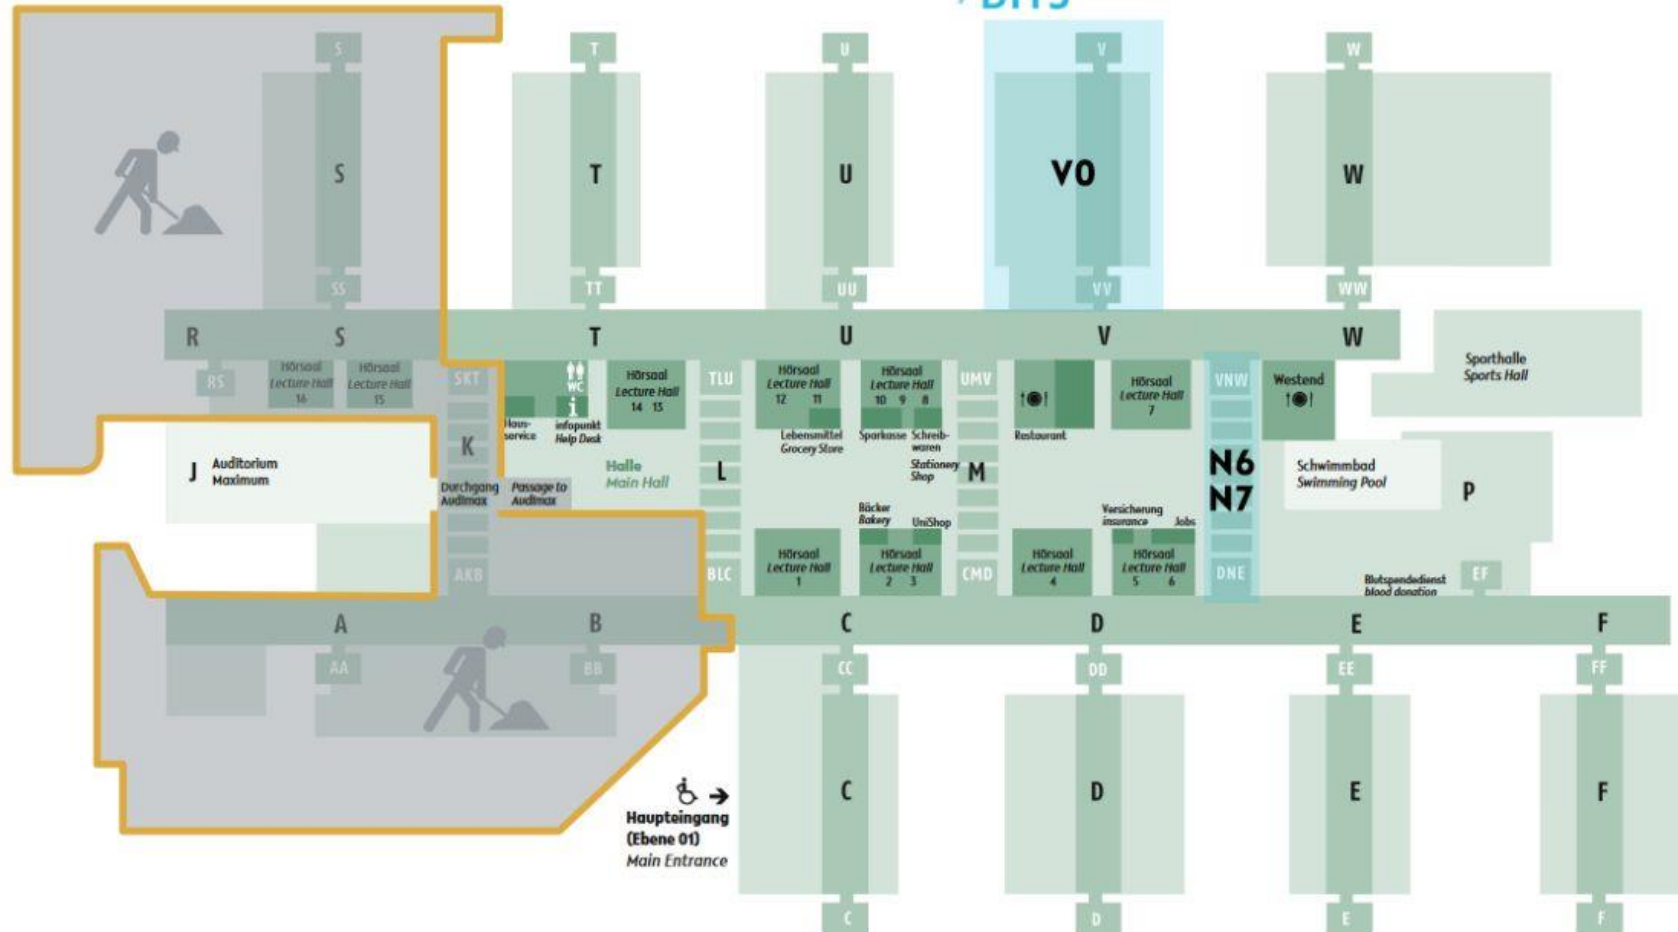 S
T
U
V
W
S
T
U
V0
W
SS
TT
UU
VV
WW
R
S
T
U
V
W
RS
Hörsaal
Lecture Hall
16
Hörsaal
Lecture Hall
15
SKT
WC
i
Haus-
service
infopunkt
Help Desk
Hörsaal
Lecture Hall
14 13
TLU
Hörsaal
Lecture Hall
12 11
Lebensmittel
Grocery Store
Hörsaal
Lecture Hall
10 9 8
Sparkasse
Schreib-
waren
Stationery
Shop
UMV
Restaurant
Hörsaal
Lecture Hall
7
VNW
Westend
Sporthalle
Sports Hall
J
Auditorium
Maximum
K
Durchgang
Audimax
Passage to
Audimax
Halle
Main Hall
L
M
N6
N7
Schwimmbad
Swimming Pool
P
Bäcker
Bakery
UniShop
Versicherung
insurance
Jobs
AKB
BLC
Hörsaal
Lecture Hall
1
Hörsaal
Lecture Hall
2 3
CMD
Hörsaal
Lecture Hall
4
Hörsaal
Lecture Hall
5 6
DNE
Blutspendedienst
blood donation
EF
A
B
C
D
E
F
AA
BB
CC
DD
EE
FF
C
D
E
F
Haupteingang
(Ebene 01)
Main Entrance
C
D
E
F